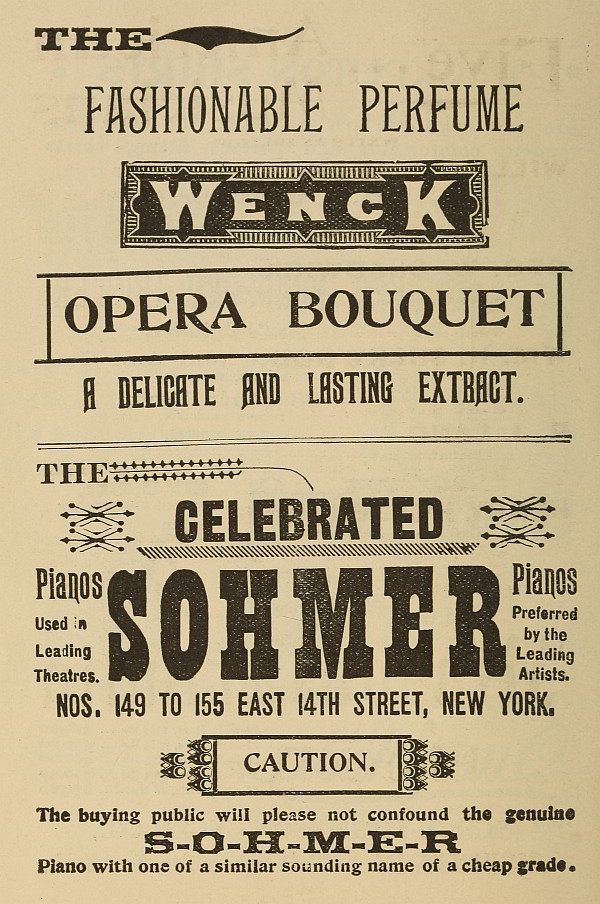 THE
FASHIONABLE PERFUME
WENCK
OPERA BOUQUET
A DELICATE AND LASTING EXTRACT.
THE
CELEBRATED
Pianos
Used in
Leading
Theatres.
SOHMER
Pianos
Preferred
by the
Leading
Artists.
NOS. 149 TO 155 EAST 14TH STREET, NEW YORK.
CAUTION.
The buying public will please not confound the genuine
S-O-H-M-E-R
Piano with one of a similar sounding name of a cheap grade.